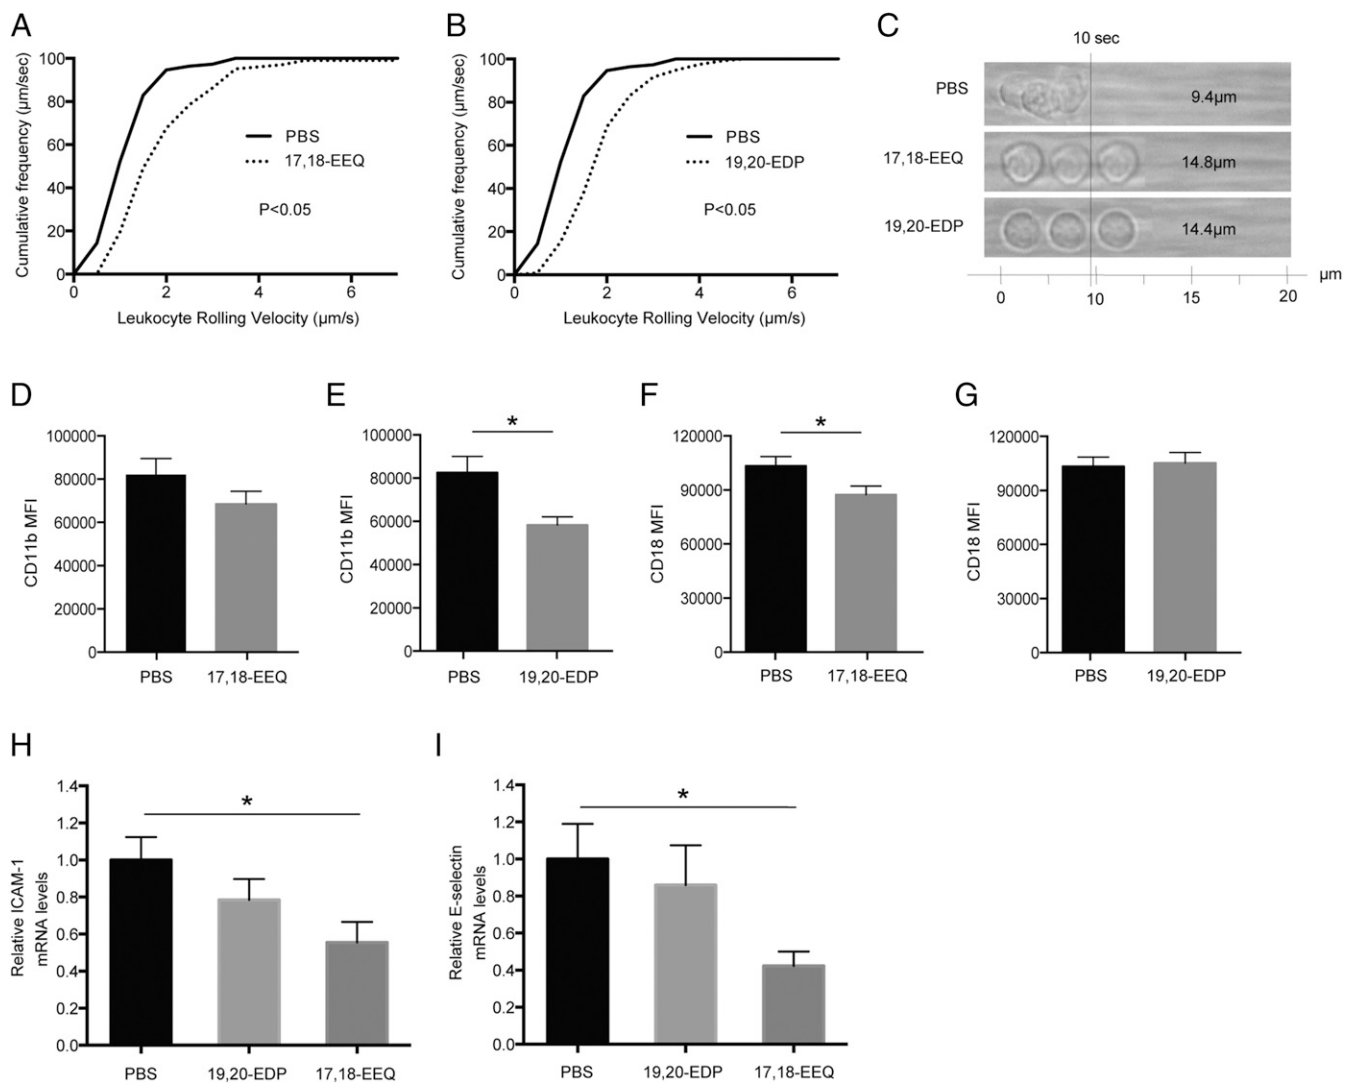 A
Cumulative frequency (μm/sec)
100
80
60
40
20
0
PBS
17,18-EEQ
P<0.05
0 2 4 6
Leukocyte Rolling Velocity (μm/s)
B
Cumulative frequency (μm/sec)
100
80
60
40
20
0
PBS
19,20-EDP
P<0.05
0 2 4 6
Leukocyte Rolling Velocity (μm/s)
C
10 sec
PBS 9.4μm
17,18-EEQ 14.8μm
19,20-EDP 14.4μm
μm
0 10 15 20
D
CD11b MFI
100000
80000
60000
40000
20000
0
PBS 17,18-EEQ
E
CD11b MFI
100000
80000
60000
40000
20000
0
*
PBS 19,20-EDP
F
CD18 MFI
120000
90000
60000
30000
0
*
PBS 17,18-EEQ
G
CD18 MFI
120000
90000
60000
30000
0
PBS 19,20-EDP
H
Relative ICAM-1
mRNA levels
1.4
1.2
1.0
0.8
0.6
0.4
0.2
0.0
*
PBS 19,20-EDP 17,18-EEQ
I
Relative E-selectin
mRNA levels
1.4
1.2
1.0
0.8
0.6
0.4
0.2
0.0
*
PBS 19,20-EDP 17,18-EEQ